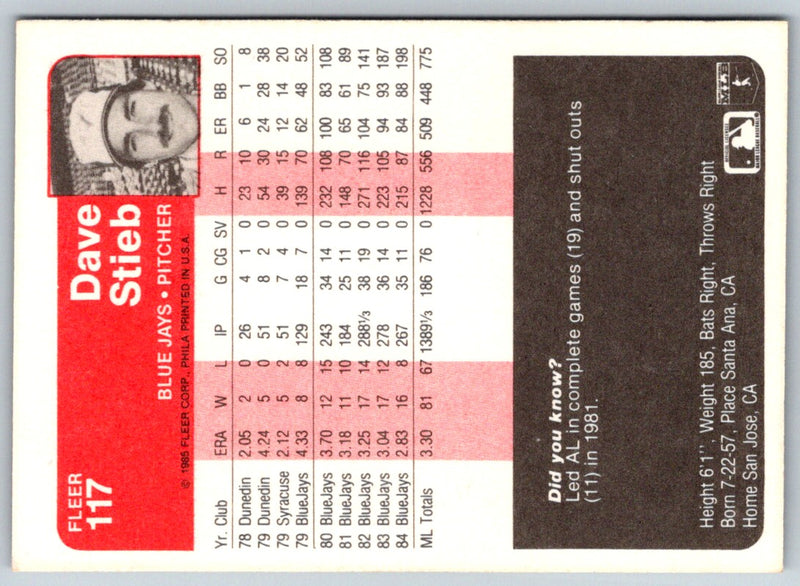 FLEER
117
Dave
Stieb
BLUE JAYS • PITCHER
© 1985 FLEER CORP., PHILA PRINTED IN U.S.A.
Yr. Club ERA W L IP G CG SV H R ER BB SO
78 Dunedin 2.05 2 0 26 4 1 0 23 10 6 1 8
79 Dunedin 4.24 5 0 51 8 2 0 54 30 24 28 38
79 Syracuse 2.12 5 2 51 7 4 0 39 15 12 14 20
79 BlueJays 4.33 8 8 129 18 7 0 139 70 62 48 52
80 BlueJays 3.70 12 15 243 34 14 0 232 108 100 83 108
81 BlueJays 3.18 11 10 184 25 11 0 148 70 65 61 89
82 BlueJays 3.25 17 14 288⅓ 38 19 0 271 116 104 75 141
83 BlueJays 3.04 17 12 278 36 14 0 223 105 94 93 187
84 BlueJays 2.83 16 8 267 35 11 0 215 87 84 88 198
ML Totals 3.30 81 67 1389⅓ 186 76 0 1228 556 509 448 775
Did you know?
Led AL in complete games (19) and shut outs
(11) in 1981.
Height 6'1'', Weight 185, Bats Right, Throws Right
Born 7-22-57, Place Santa Ana, CA
Home San Jose, CA